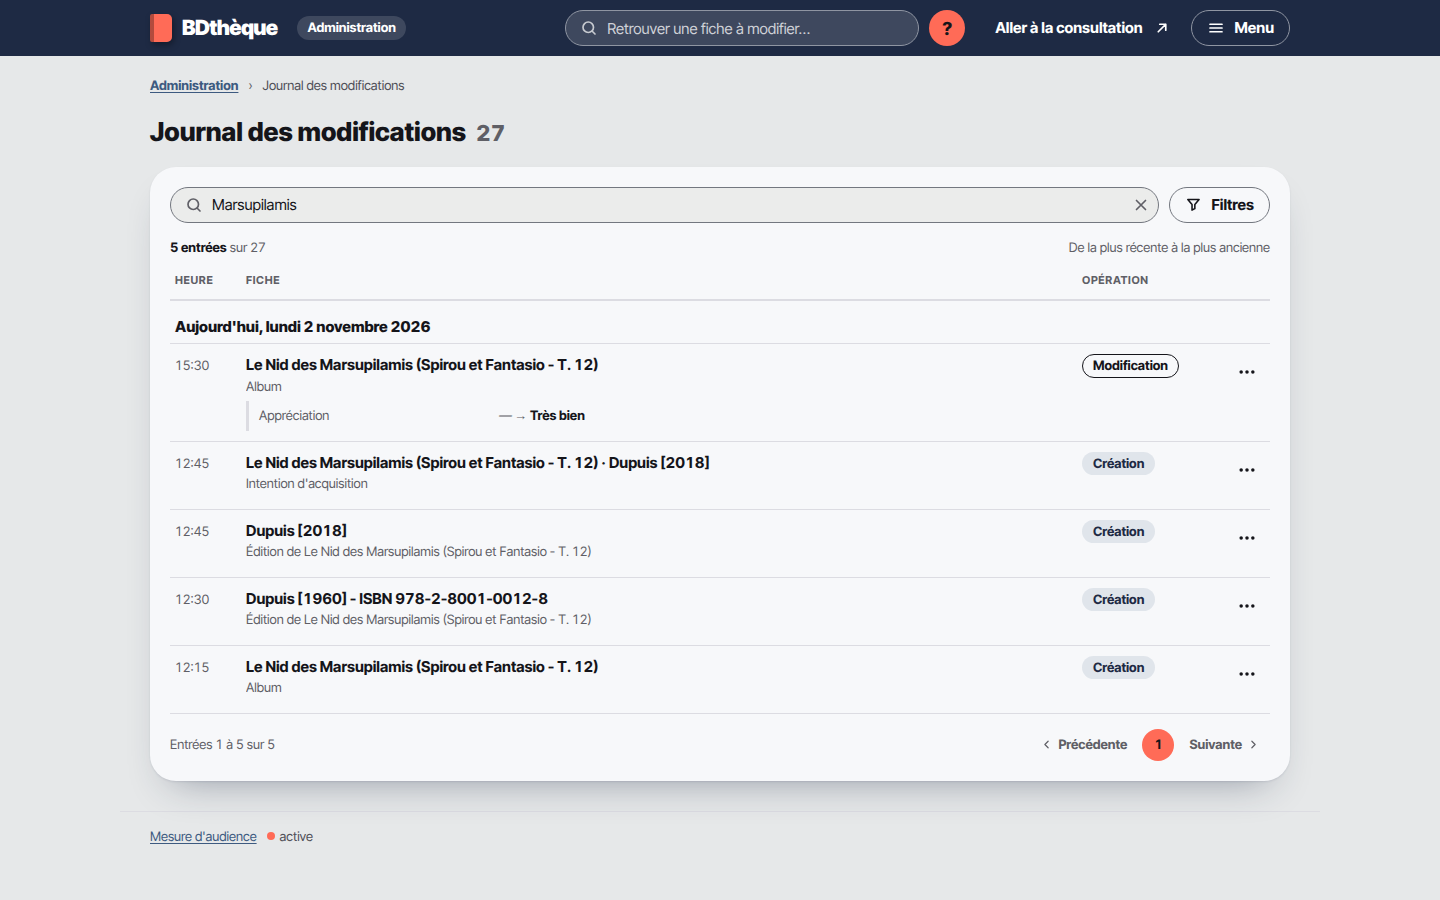 BDthèque Administration Retrouver une fiche à modifier... ? Aller à la consultation Menu
Administration › Journal des modifications
Journal des modifications 27
Marsupilamis Filtres
5 entrées sur 27 De la plus récente à la plus ancienne
HEURE FICHE OPÉRATION
Aujourd'hui, lundi 2 novembre 2026
15:30 Le Nid des Marsupilamis (Spirou et Fantasio - T. 12) Modification
Album
Appréciation — → Très bien
12:45 Le Nid des Marsupilamis (Spirou et Fantasio - T. 12) · Dupuis [2018] Création
Intention d'acquisition
12:45 Dupuis [2018] Création
Édition de Le Nid des Marsupilamis (Spirou et Fantasio - T. 12)
12:30 Dupuis [1960] - ISBN 978-2-8001-0012-8 Création
Édition de Le Nid des Marsupilamis (Spirou et Fantasio - T. 12)
12:15 Le Nid des Marsupilamis (Spirou et Fantasio - T. 12) Création
Album
Entrées 1 à 5 sur 5 Précédente 1 Suivante
Mesure d'audience active